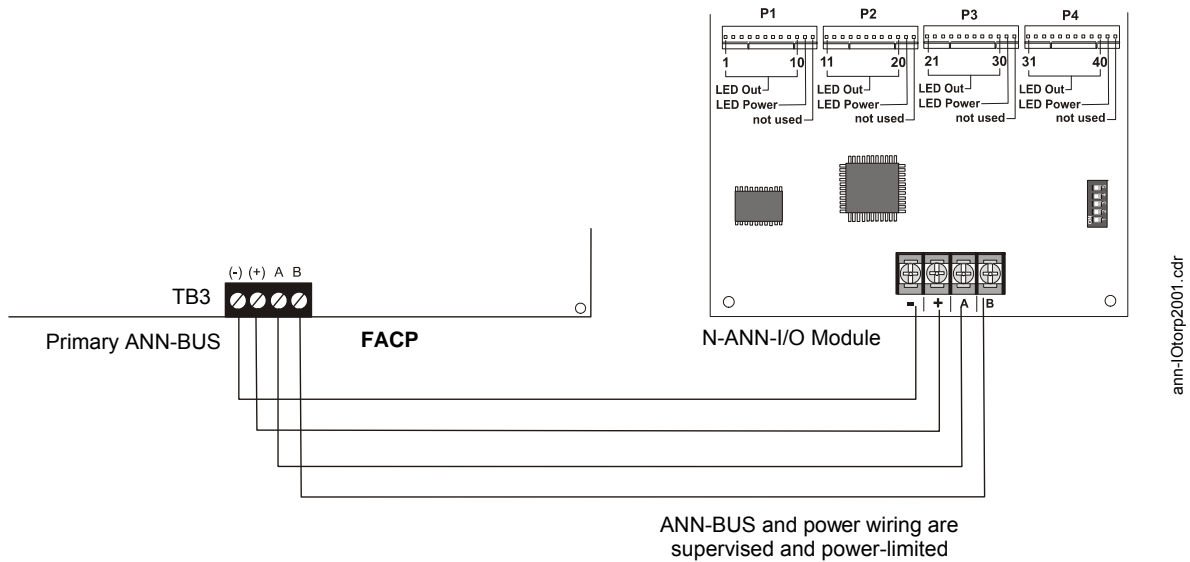 P1 P2 P3 P4
1 10 11 20 21 30 31 40
LED Out LED Out LED Out LED Out
LED Power LED Power LED Power LED Power
not used not used not used not used
(-) (+) A B
TB3
- + A B
Primary ANN-BUS
FACP
N-ANN-I/O Module
ANN-BUS and power wiring are
supervised and power-limited
ann-IOtorp2001.cdr